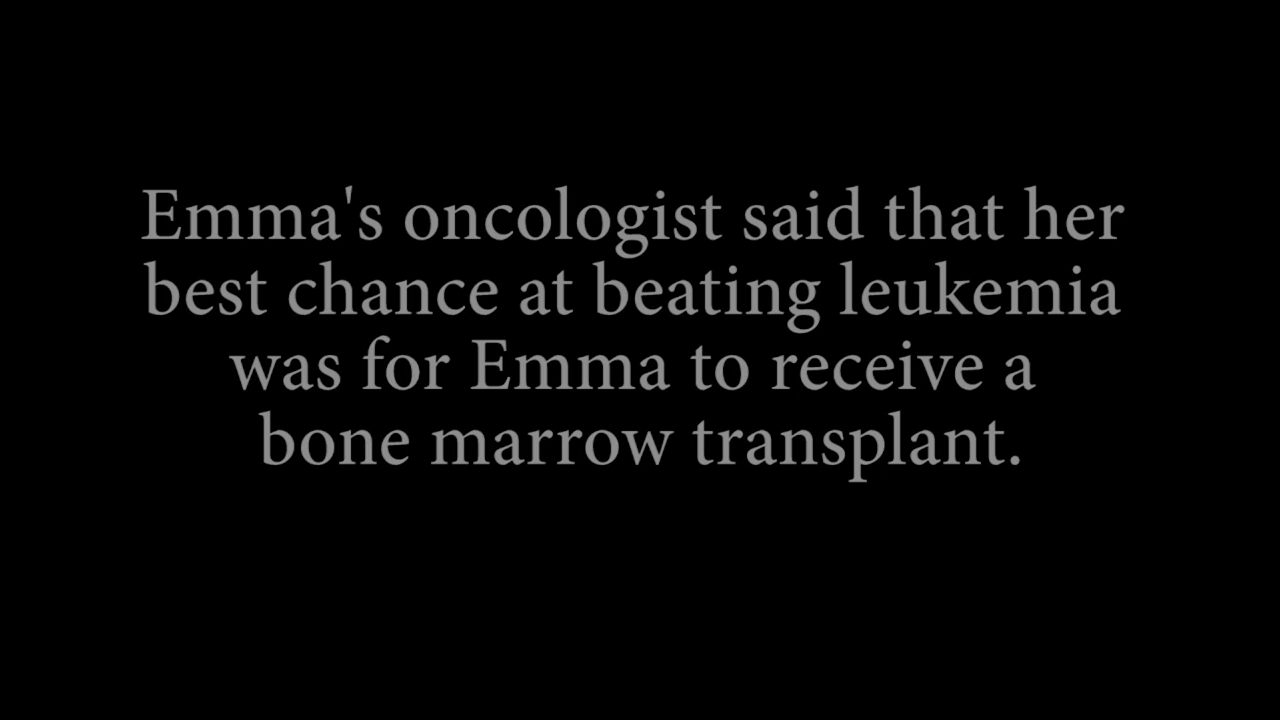 Emma's oncologist said that her
best chance at beating leukemia
was for Emma to receive a
bone marrow transplant.